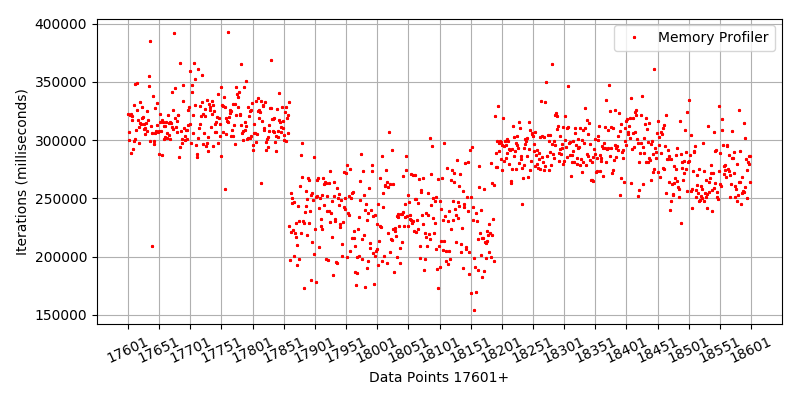 400000
Memory Profiler
350000
300000
250000
200000
150000
Iterations (milliseconds)
17601 17651 17701 17751 17801 17851 17901 17951 18001 18051 18101 18151 18201 18251 18301 18351 18401 18451 18501 18551 18601
Data Points 17601+